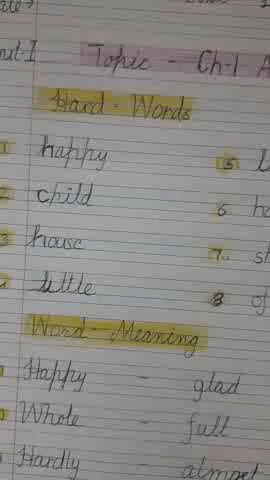 Topic - Ch-1 A
Hard - Words
1 happy
5
2 child
6
3 house
7.
4 little
8
Word - Meaning
Happy - glad
Whole - full
Hardly - almost